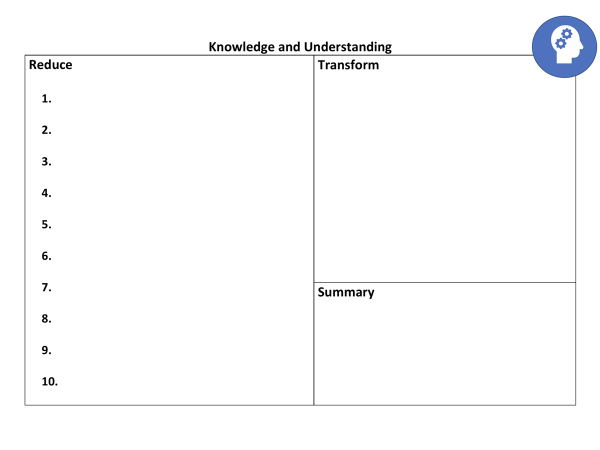 Knowledge and Understanding
Reduce
1.
2.
3.
4.
5.
6.
7.
8.
9.
10.
Transform
Summary